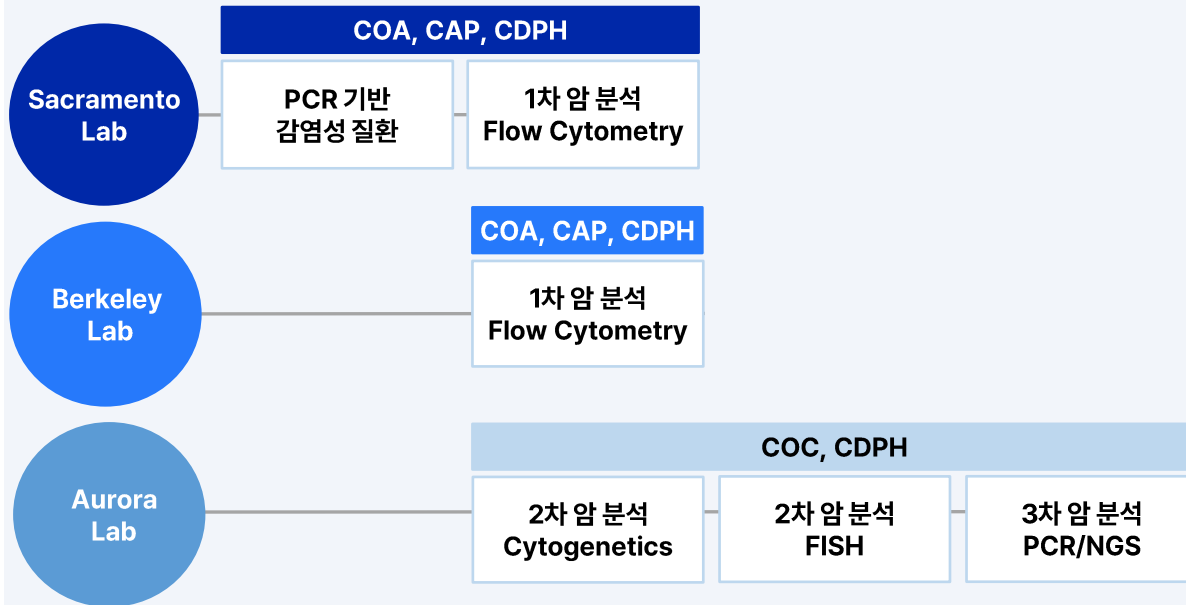 COA, CAP, CDPH
Sacramento
Lab
PCR 기반
감염성 질환
1차 암 분석
Flow Cytometry
COA, CAP, CDPH
Berkeley
Lab
1차 암 분석
Flow Cytometry
COC, CDPH
Aurora
Lab
2차 암 분석
Cytogenetics
2차 암 분석
FISH
3차 암 분석
PCR/NGS